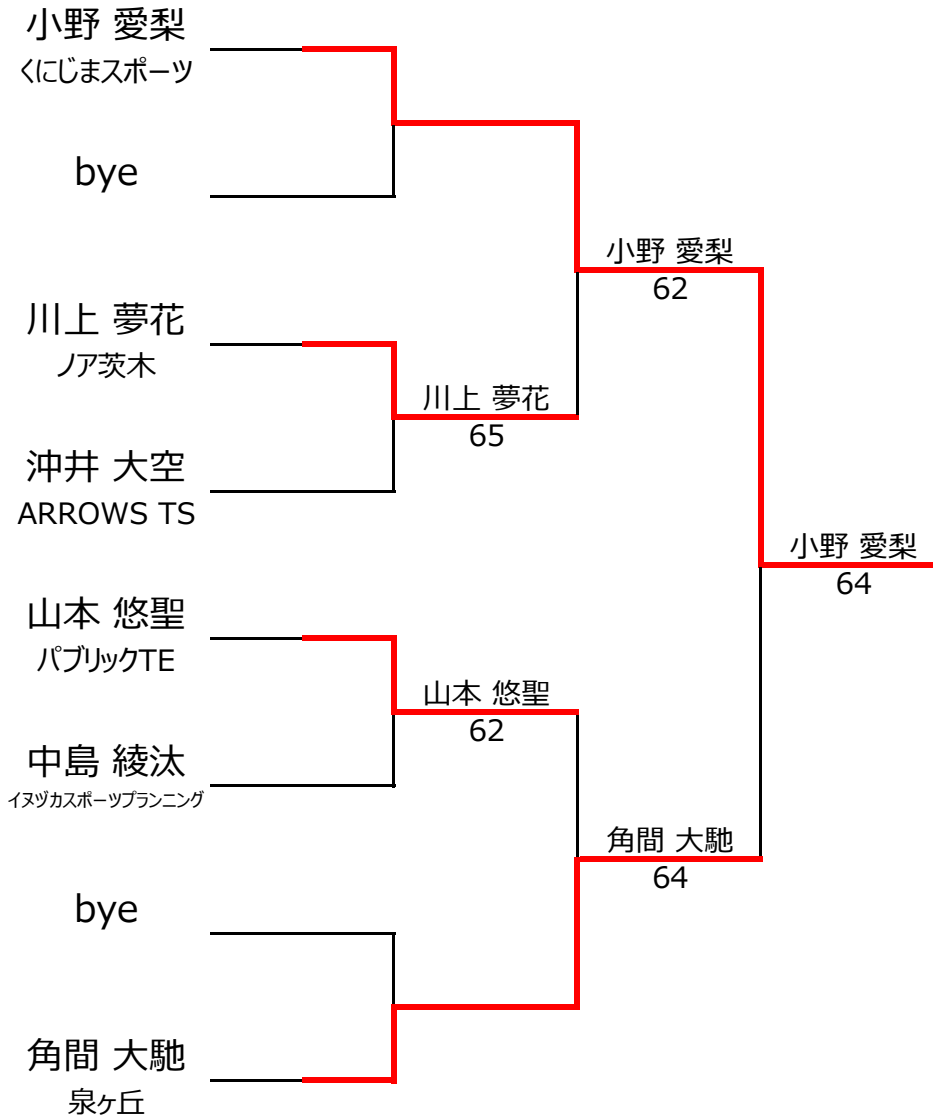 小野 愛梨
くにじまスポーツ
bye
川上 夢花
ノア茨木
沖井 大空
ARROWS TS
山本 悠聖
パブリックTE
中島 綾汰
イヌヅカスポーツプランニング
bye
角間 大馳
泉ヶ丘
川上 夢花
65
山本 悠聖
62
小野 愛梨
62
角間 大馳
64
小野 愛梨
64